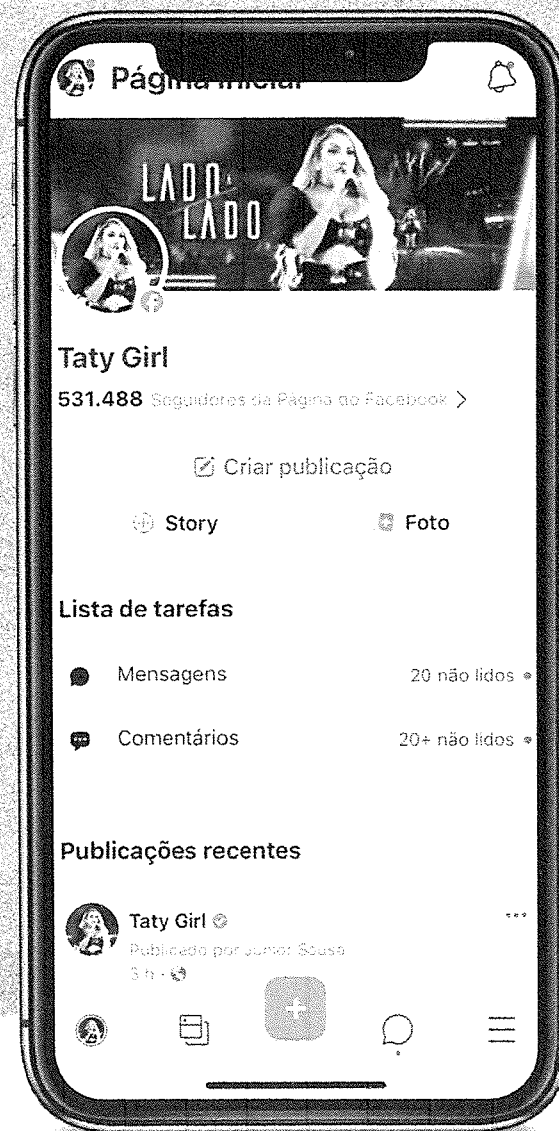 Página Inicial
LADO A
LADO
Taty Girl
531.488 Seguidores da Página do Facebook >
Criar publicação
Story
Foto
Lista de tarefas
Mensagens
20 não lidos
Comentários
20+ não lidos
Publicações recentes
Taty Girl
Publicado por Junior Sousa
3 h